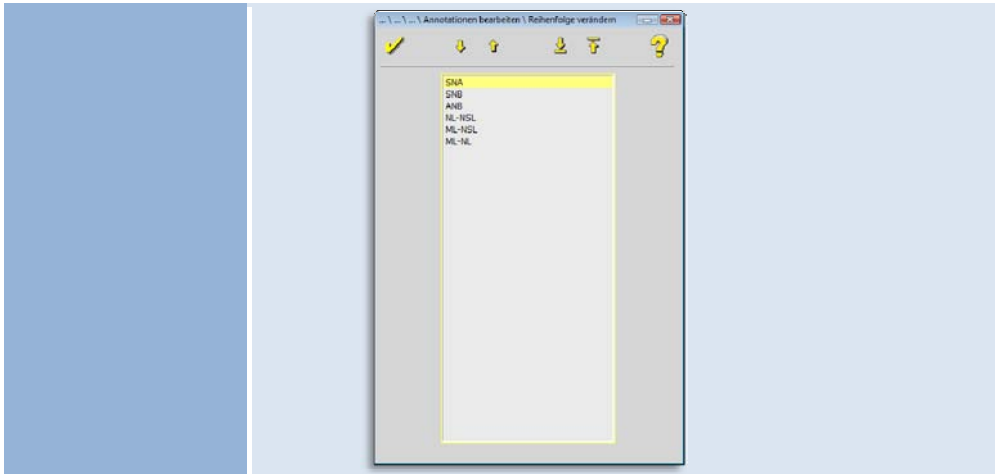 ... \ ... \ ... \ Annotationen bearbeiten \ Reihenfolge verändern
SNA
SNB
ANB
NL-NSL
ML-NSL
ML-NL